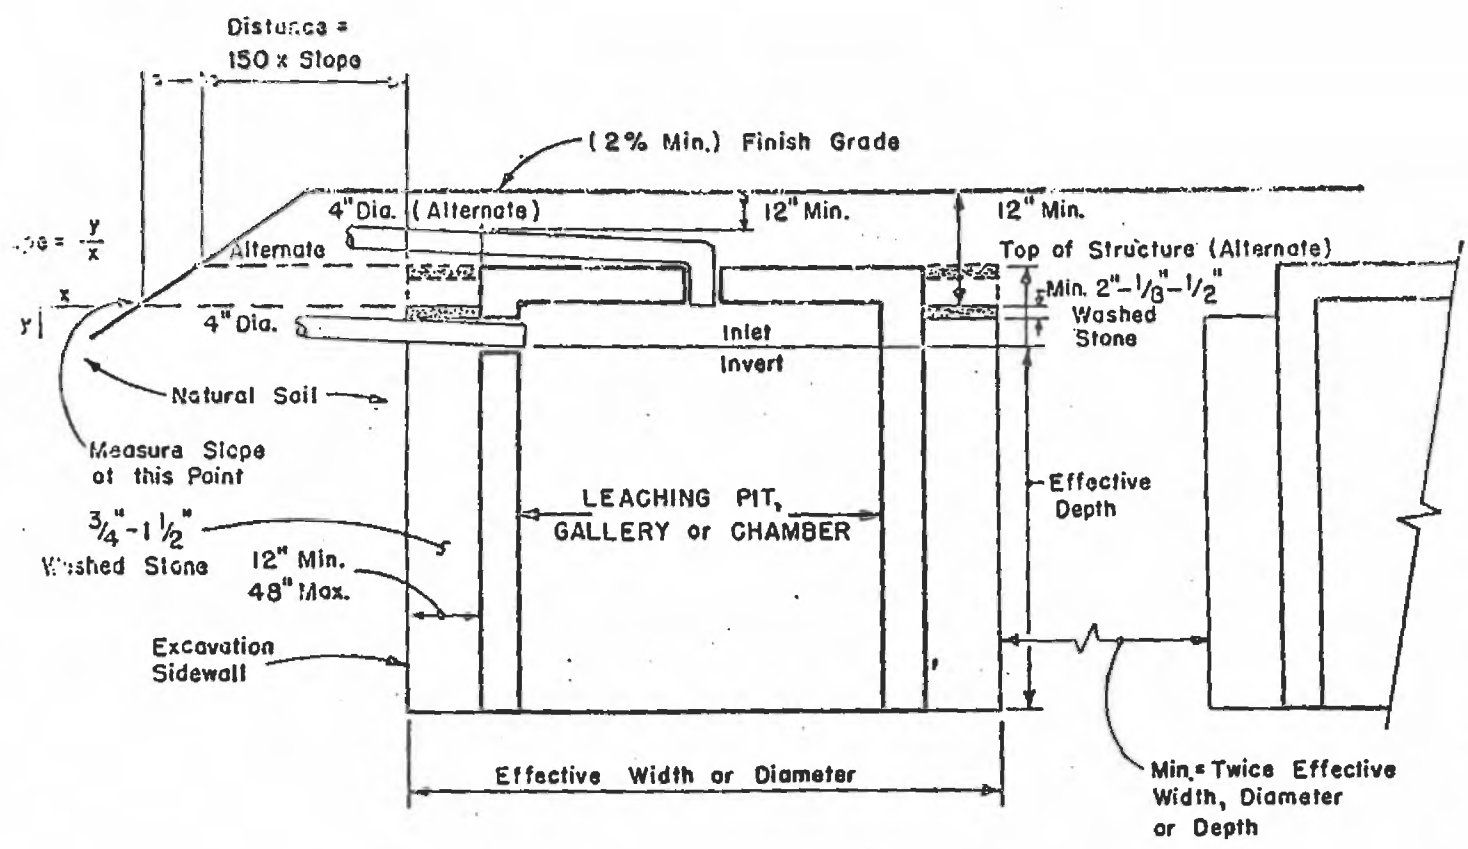 Distance =
150 x Slope
(2% Min.) Finish Grade
4" Dia. (Alternate)
12" Min.
12" Min.
= y/x
Alternate
Top of Structure (Alternate)
x
Min. 2"-1/8"-1/2"
Washed
Stone
y
4" Dia.
Inlet
Invert
Natural Soil
Measure Slope
at this Point
Effective
Depth
LEACHING PIT,
GALLERY or CHAMBER
3/4"-1 1/2"
Washed Stone
12" Min.
48" Max.
Excavation
Sidewall
Effective Width or Diameter
Min.= Twice Effective
Width, Diameter
or Depth